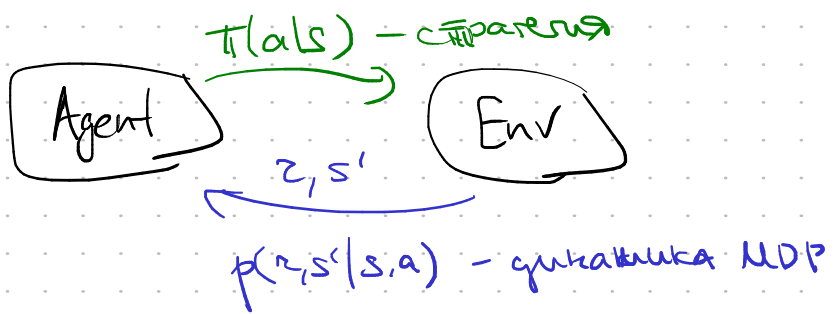 π(a|s) - стратегия
Agent
Env
r, s'
p(r, s'|s, a) - динамика MDP